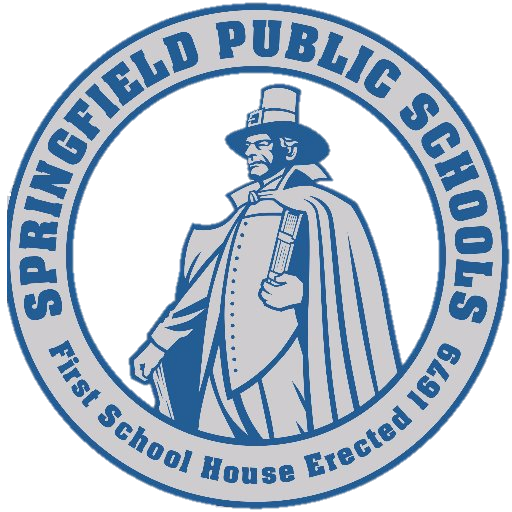 SPRINGFIELD PUBLIC SCHOOLS
First School House Erected 1679